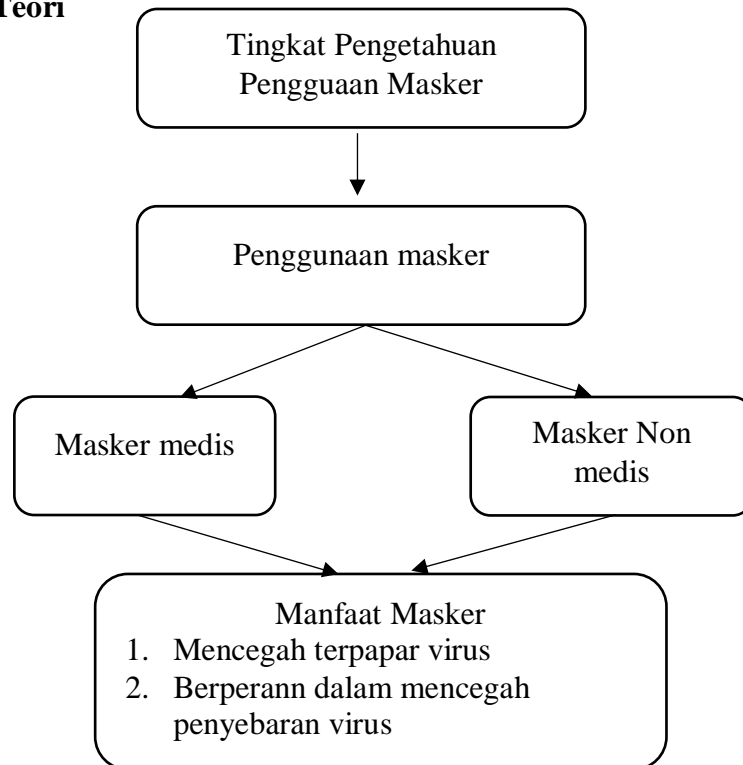 Teori
Tingkat Pengetahuan
Pengguaan Masker
Penggunaan masker
Masker medis
Masker Non
medis
Manfaat Masker
1. Mencegah terpapar virus
2. Berperann dalam mencegah
penyebaran virus